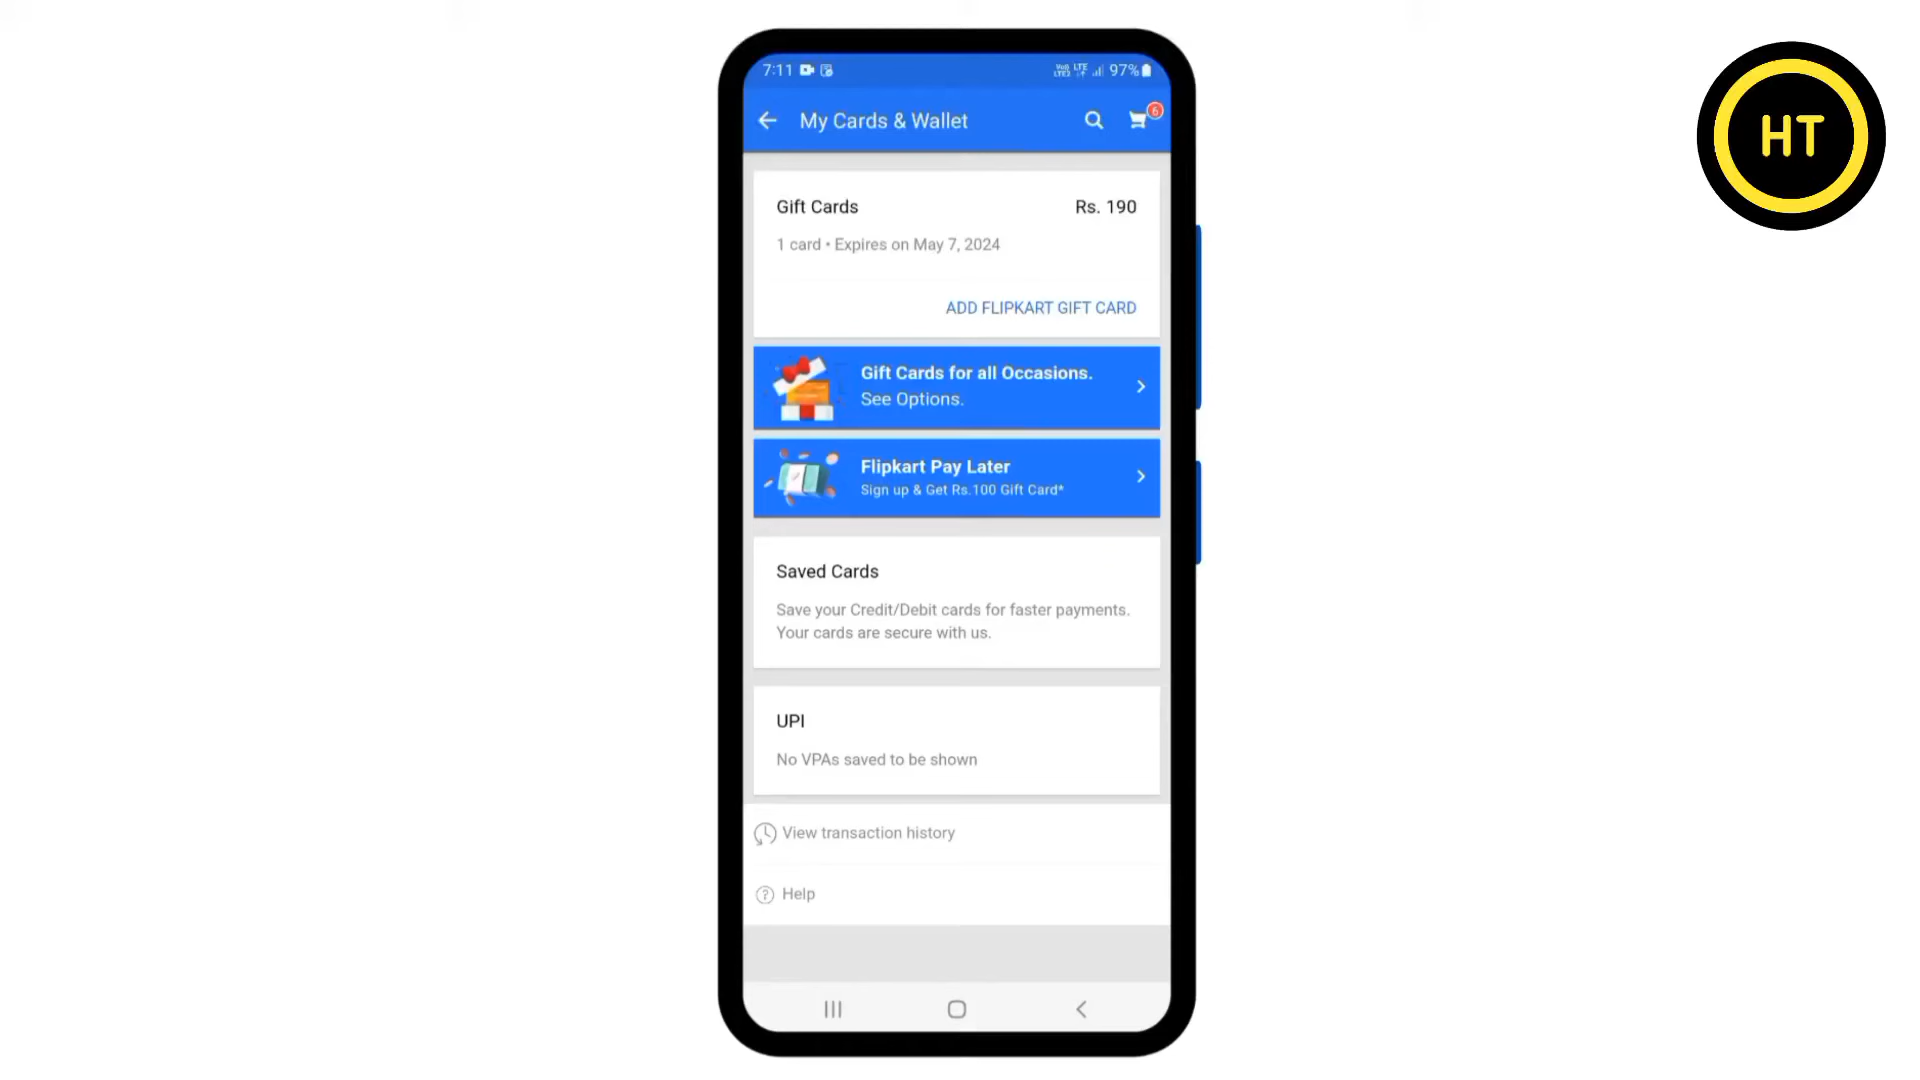 7:11 97%
My Cards & Wallet 6
HT
Gift Cards Rs. 190
1 card • Expires on May 7, 2024
ADD FLIPKART GIFT CARD
Gift Cards for all Occasions.
See Options.
Flipkart Pay Later
Sign up & Get Rs.100 Gift Card*
Saved Cards
Save your Credit/Debit cards for faster payments.
Your cards are secure with us.
UPI
No VPAs saved to be shown
View transaction history
? Help